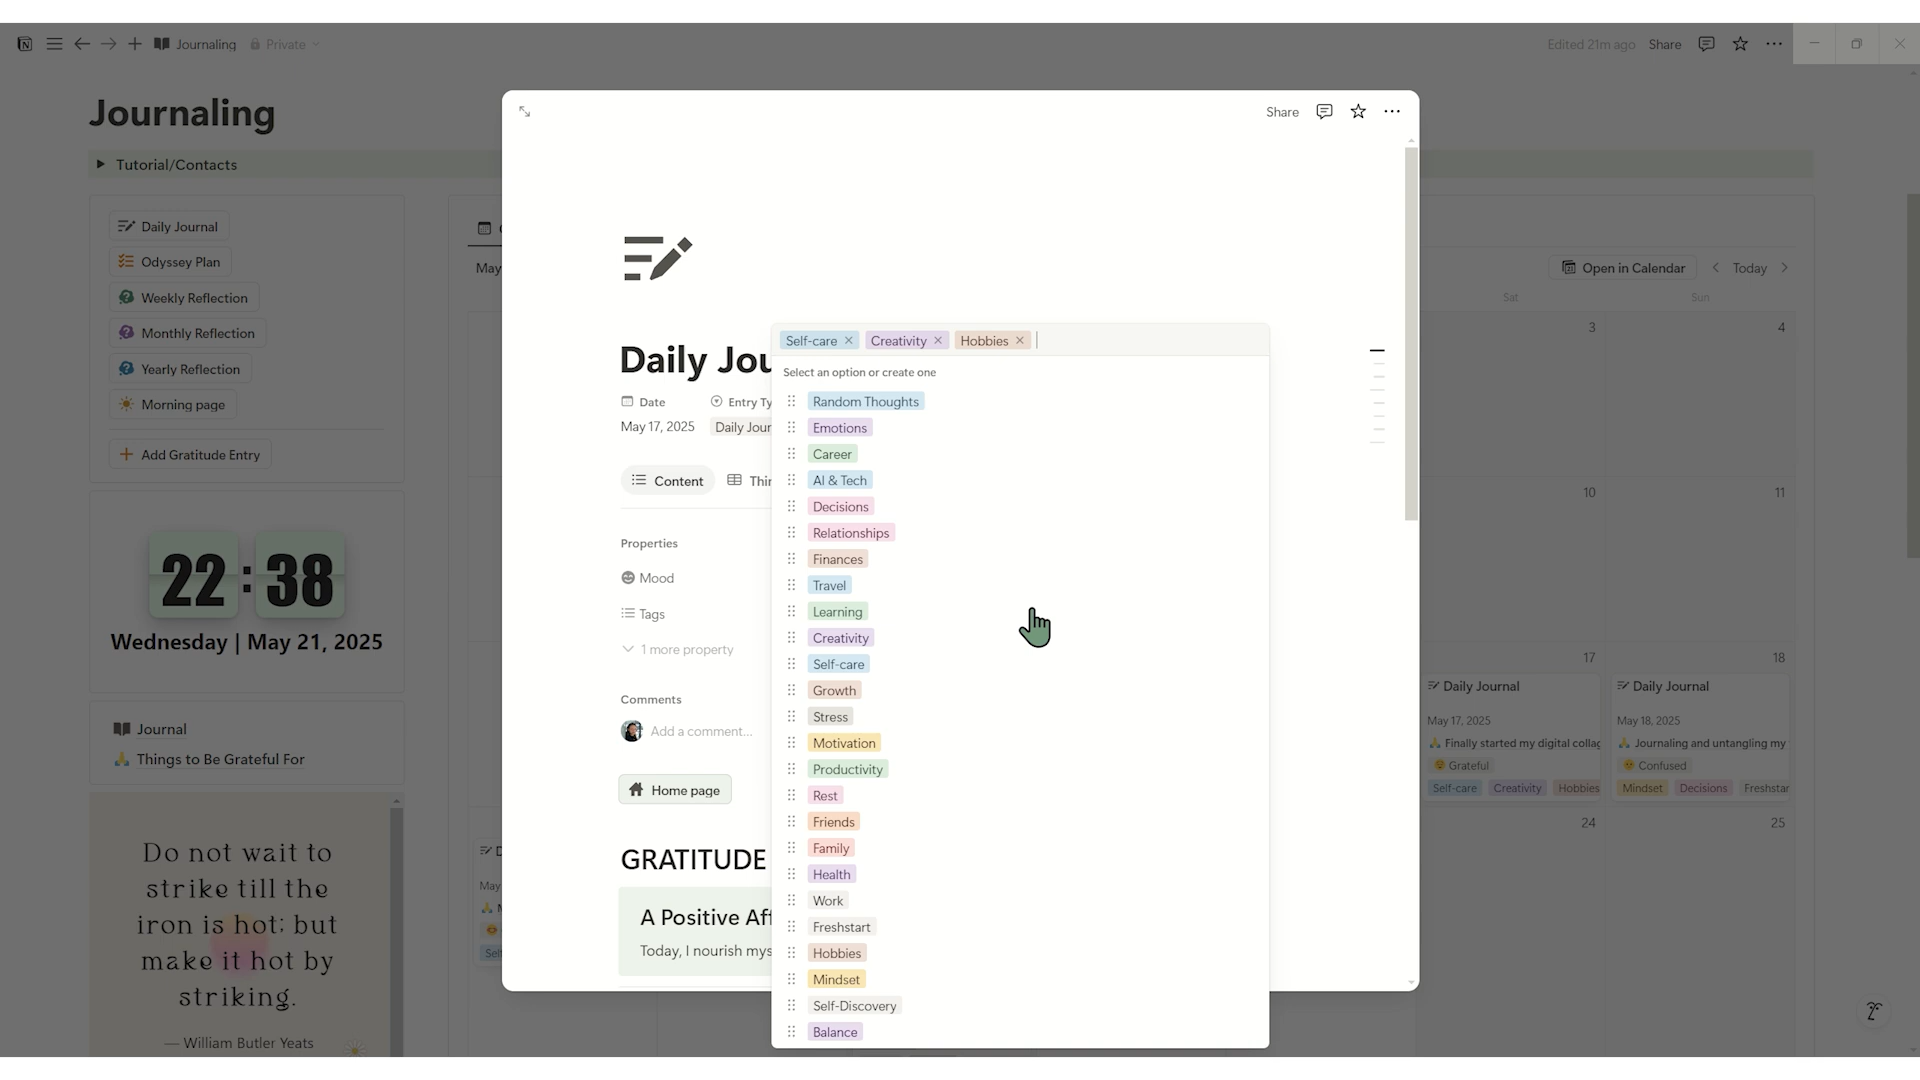 Journaling Private
Edited 21m ago Share
Journaling
Tutorial/Contacts
Daily Journal
Odyssey Plan
Weekly Reflection
Monthly Reflection
Yearly Reflection
Morning page
Add Gratitude Entry
22:38
Wednesday | May 21, 2025
Journal
Things to Be Grateful For
Do not wait to
strike till the
iron is hot; but
make it hot by
striking.
— William Butler Yeats
May
Share
Daily Jou
Date Entry Ty
May 17, 2025 Daily Jour
Content Thin
Properties
Mood
Tags
1 more property
Comments
Add a comment...
Home page
GRATITUDE
A Positive Aff
Today, I nourish mys
Self-care Creativity Hobbies
Select an option or create one
Random Thoughts
Emotions
Career
AI & Tech
Decisions
Relationships
Finances
Travel
Learning
Creativity
Self-care
Growth
Stress
Motivation
Productivity
Rest
Friends
Family
Health
Work
Freshstart
Hobbies
Mindset
Self-Discovery
Balance
Open in Calendar Today
Sat Sun
3 4
10 11
17 18
Daily Journal
May 17, 2025
Finally started my digital collag
Grateful
Self-care Creativity Hobbies
Daily Journal
May 18, 2025
Journaling and untangling my
Confused
Mindset Decisions Freshstar
24 25